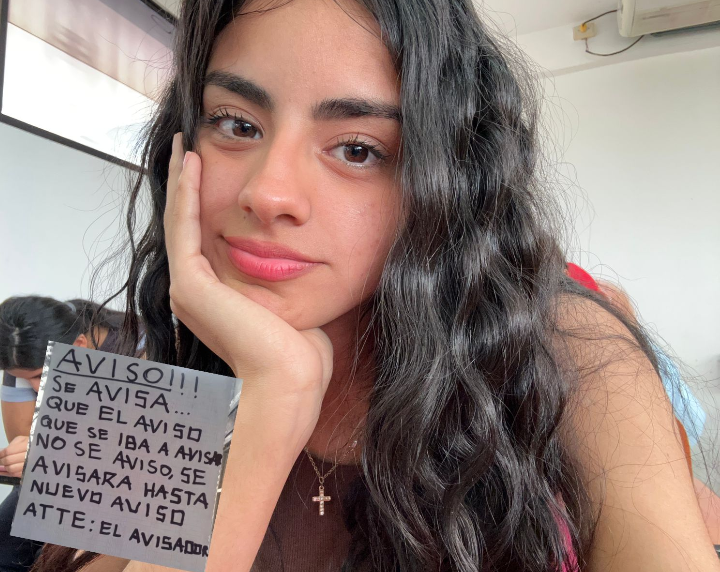 AVISO!!!
SE AVISA...
QUE EL AVISO
QUE SE IBA A AVISAR
NO SE AVISO, SE
AVISARA HASTA
NUEVO AVISO
ATTE: EL AVISADOR